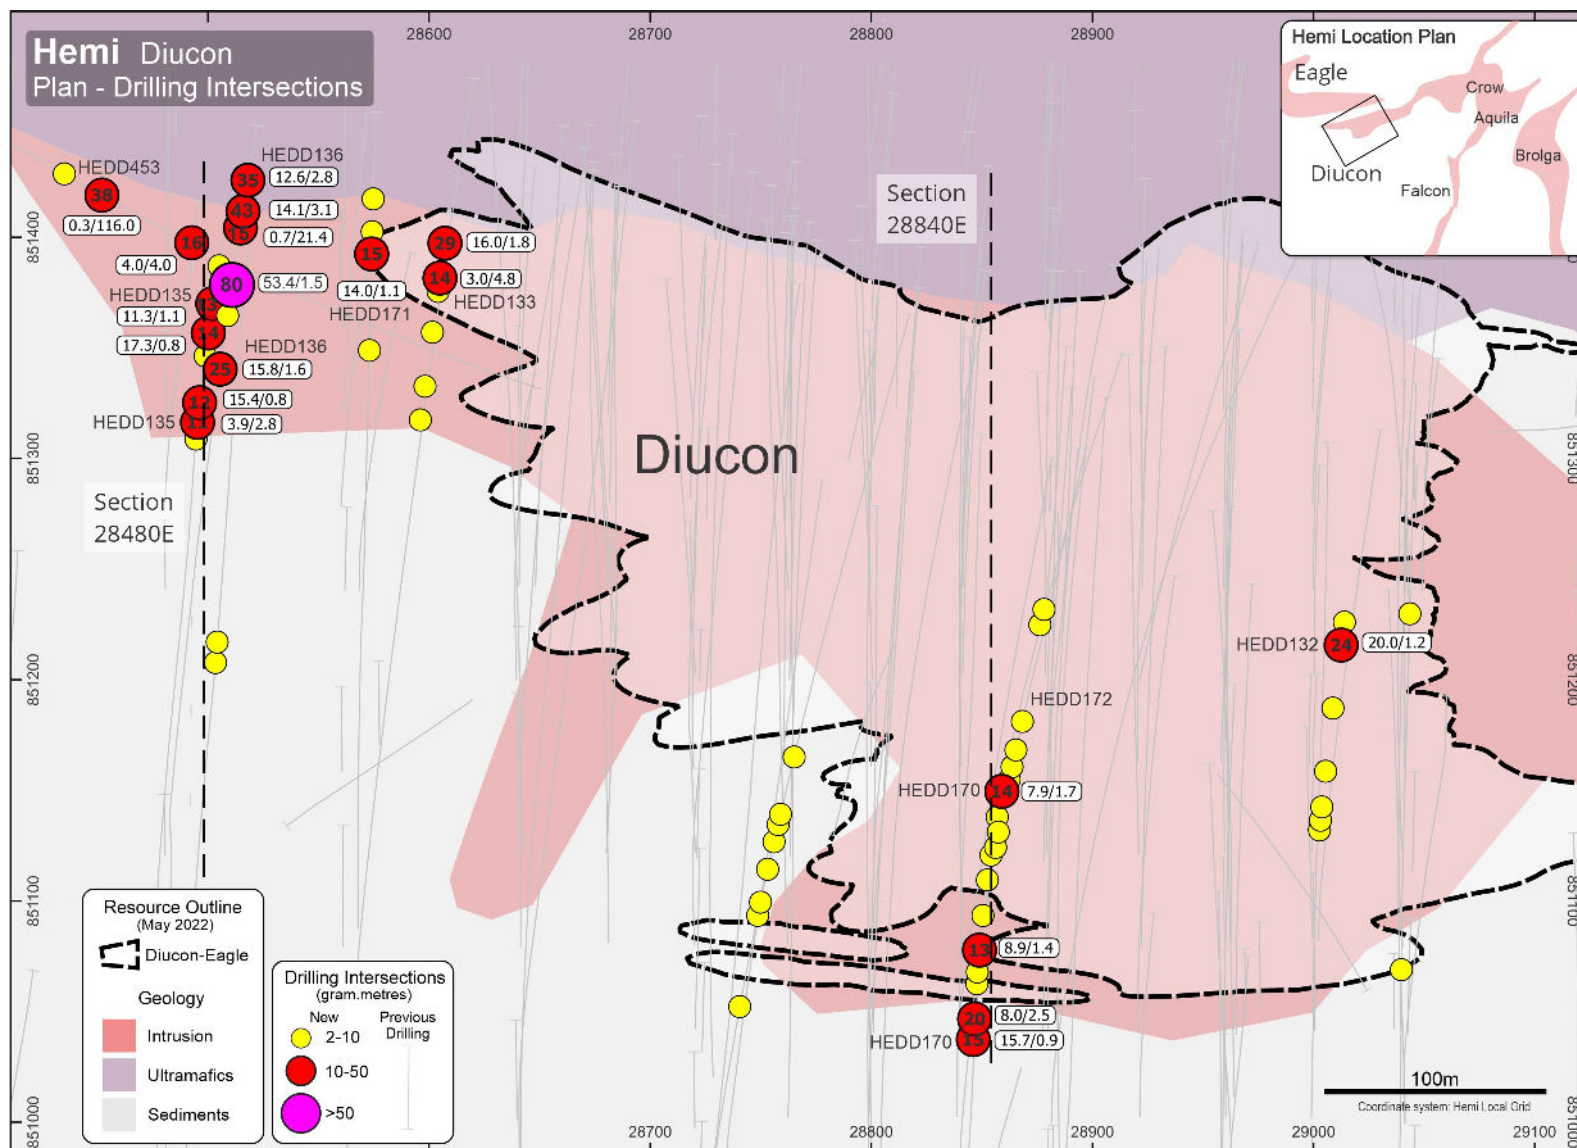 28600
28700
28800
28900
Hemi Diucon
Plan - Drilling Intersections
Hemi Location Plan
Eagle
Crow
Aquila
Brolga
Diucon
Falcon
HEDD453
38
0.3/116.0
HEDD136
35
12.6/2.8
43
14.1/3.1
15
0.7/21.4
16
4.0/4.0
80
53.4/1.5
HEDD135
11.3/1.1
14
17.3/0.8
HEDD136
25
15.8/1.6
12
15.4/0.8
HEDD135
11
3.9/2.8
15
14.0/1.1
HEDD171
29
16.0/1.8
14
3.0/4.8
HEDD133
Section
28840E
Section
28480E
Diucon
851400
851300
851200
851100
851000
851300
851200
851100
851000
HEDD132
24
20.0/1.2
HEDD172
HEDD170
14
7.9/1.7
13
8.9/1.4
20
8.0/2.5
HEDD170
15
15.7/0.9
Resource Outline
(May 2022)
Diucon-Eagle
Geology
Intrusion
Ultramafics
Sediments
Drilling Intersections
(gram.metres)
New
Previous
Drilling
2-10
10-50
>50
100m
Coordinate system: Hemi Local Grid
28700
28800
28900
29000
29100